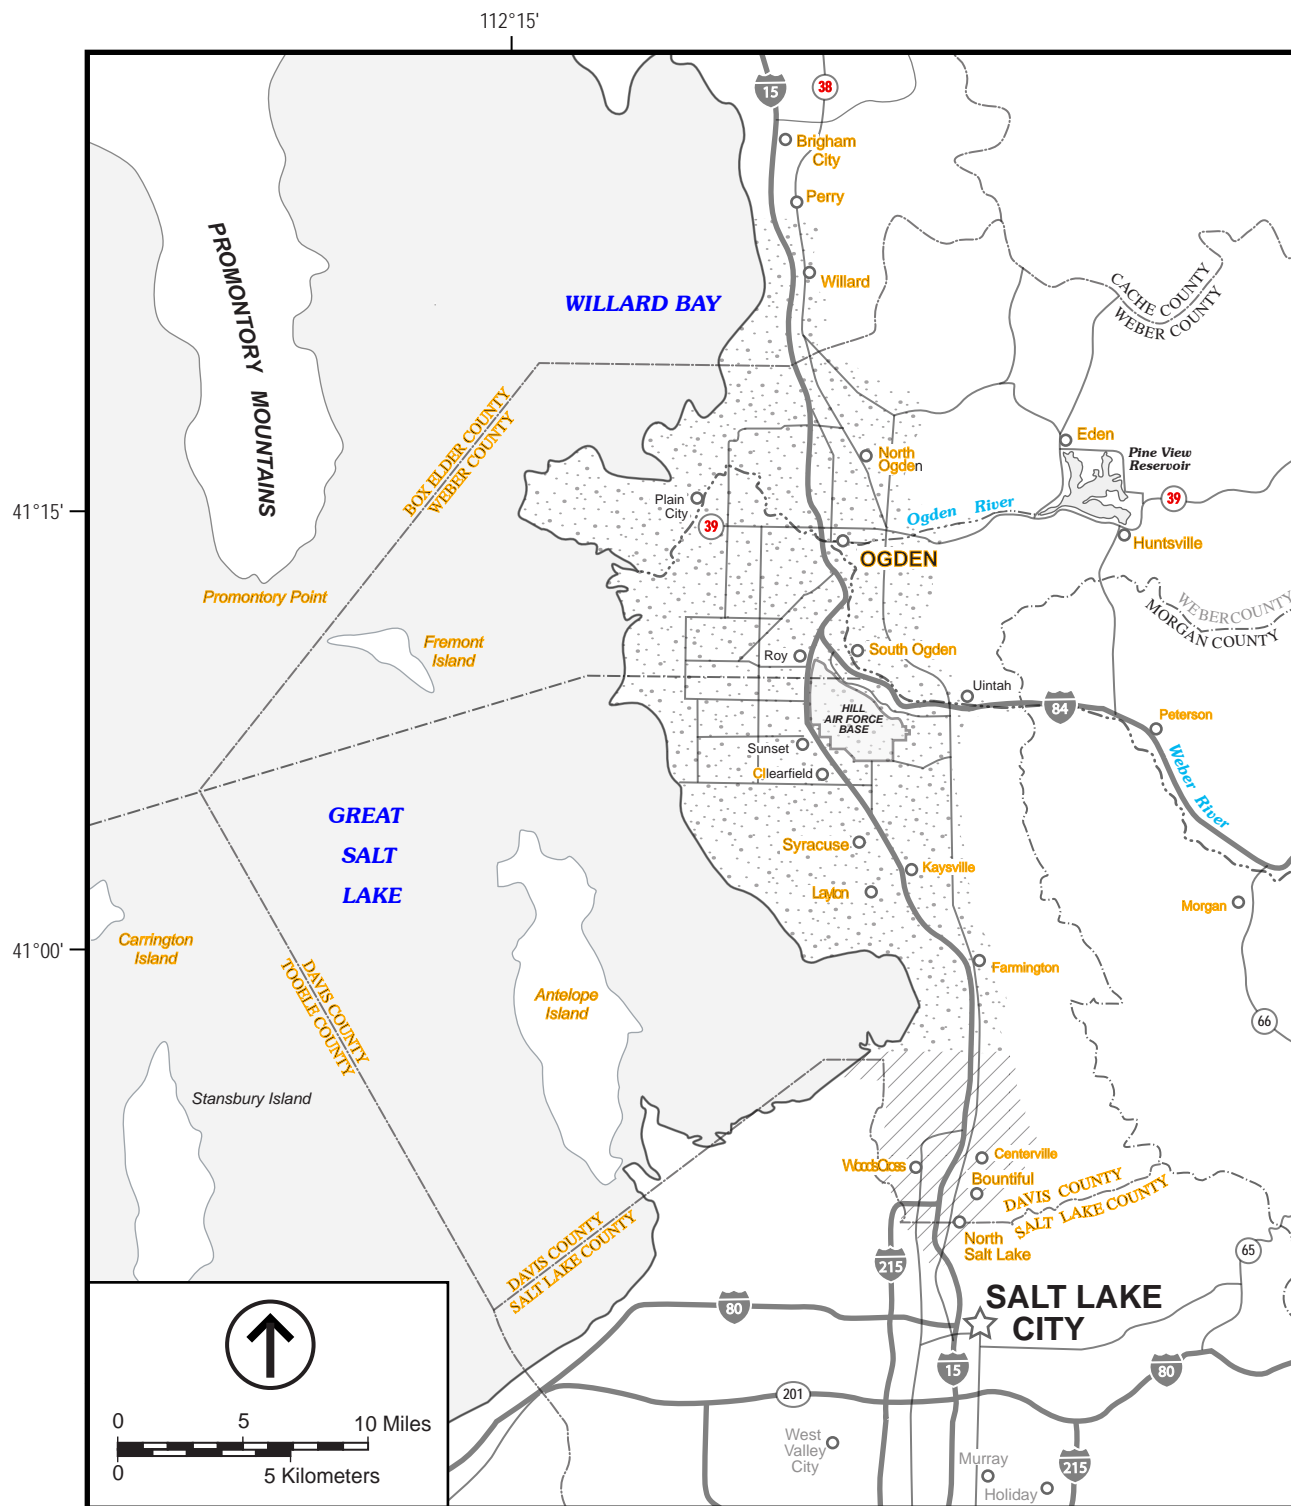 112°15'
15
38
Brigham
City
Perry
PROMONTORY MOUNTAINS
Willard
WILLARD BAY
CACHE COUNTY
WEBER COUNTY
BOX ELDER COUNTY
WEBER COUNTY
Eden
North
Ogden
Pine View
Reservoir
41°15'
Plain
City
39
Ogden River
39
Huntsville
OGDEN
Promontory Point
WEBERCOUNTY
MORGAN COUNTY
Fremont
Island
Roy
South Ogden
Uintah
84
HILL
AIR FORCE
BASE
Peterson
Sunset
Cllearfield
Weber River
GREAT
SALT
LAKE
Syracuse
Kaysville
Layton
Morgan
Carrington
Island
41°00'
DAVIS COUNTY
TOOELE COUNTY
Farmington
Antelope
Island
66
Stansbury Island
Woods Cross
Centerville
Bountiful
DAVIS COUNTY
SALT LAKE COUNTY
DAVIS COUNTY
SALT LAKE COUNTY
North
Salt Lake
65
215
SALT LAKE
CITY
80
15
80
201
0 5 10 Miles
0 5 Kilometers
West
Valley
City
Murray
215
Holiday